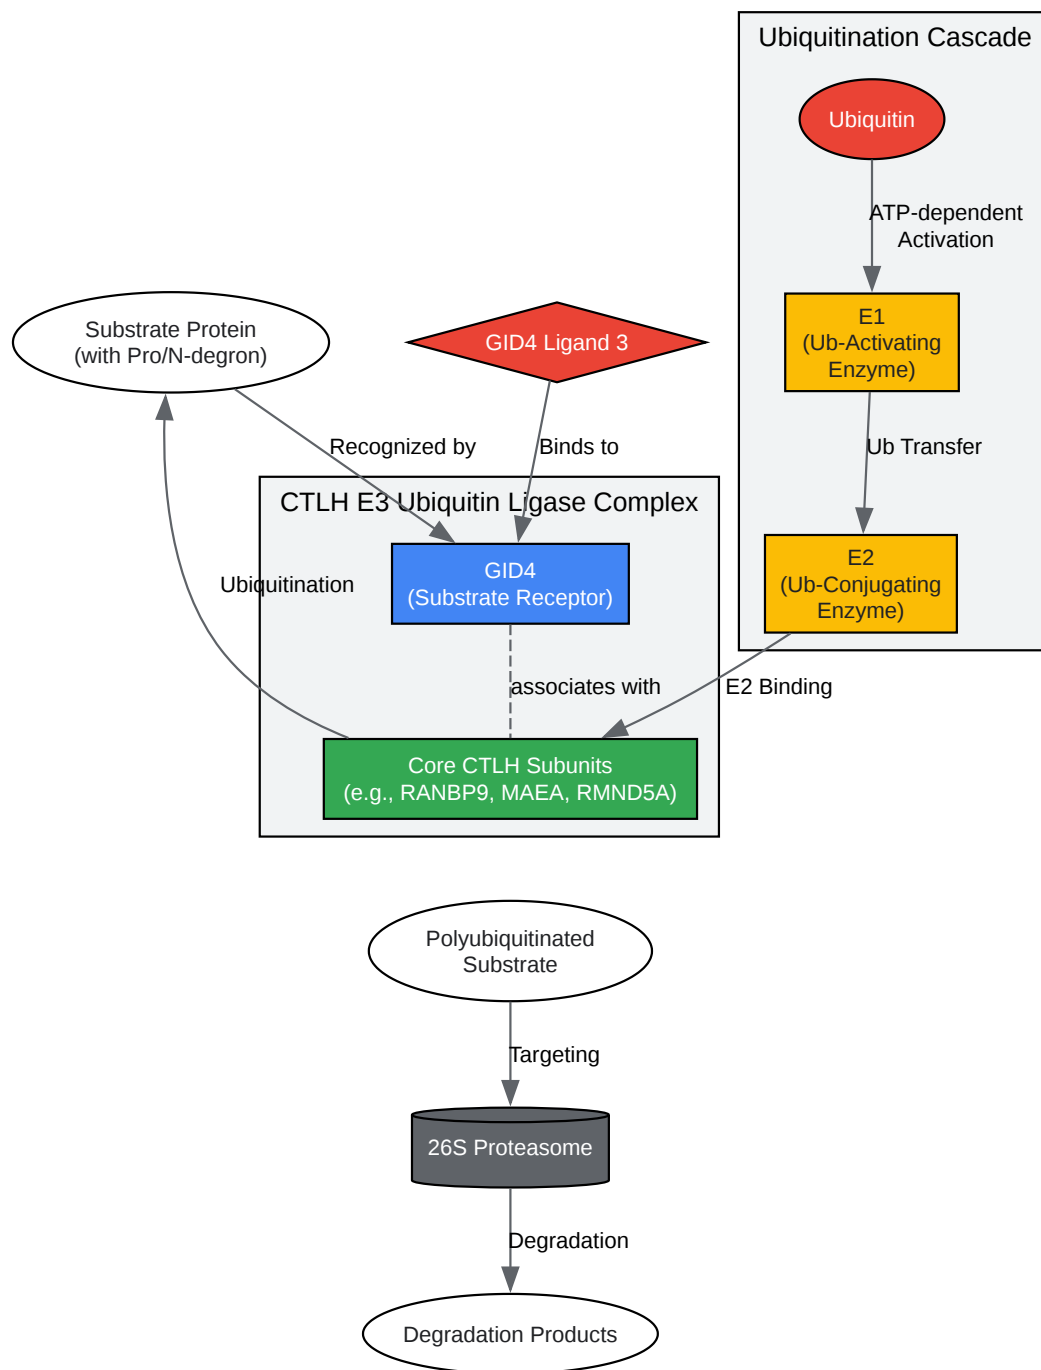 Ubiquitination Cascade
Ubiquitin
ATP-dependent
Activation
Substrate Protein
(with Pro/N-degron)
GID4 Ligand 3
E1
(Ub-Activating
Enzyme)
Recognized by
Binds to
Ub Transfer
CTLH E3 Ubiquitin Ligase Complex
GID4
(Substrate Receptor)
E2
(Ub-Conjugating
Enzyme)
Ubiquitination
associates with
E2 Binding
Core CTLH Subunits
(e.g., RANBP9, MAEA, RMND5A)
Polyubiquitinated
Substrate
Targeting
26S Proteasome
Degradation
Degradation Products